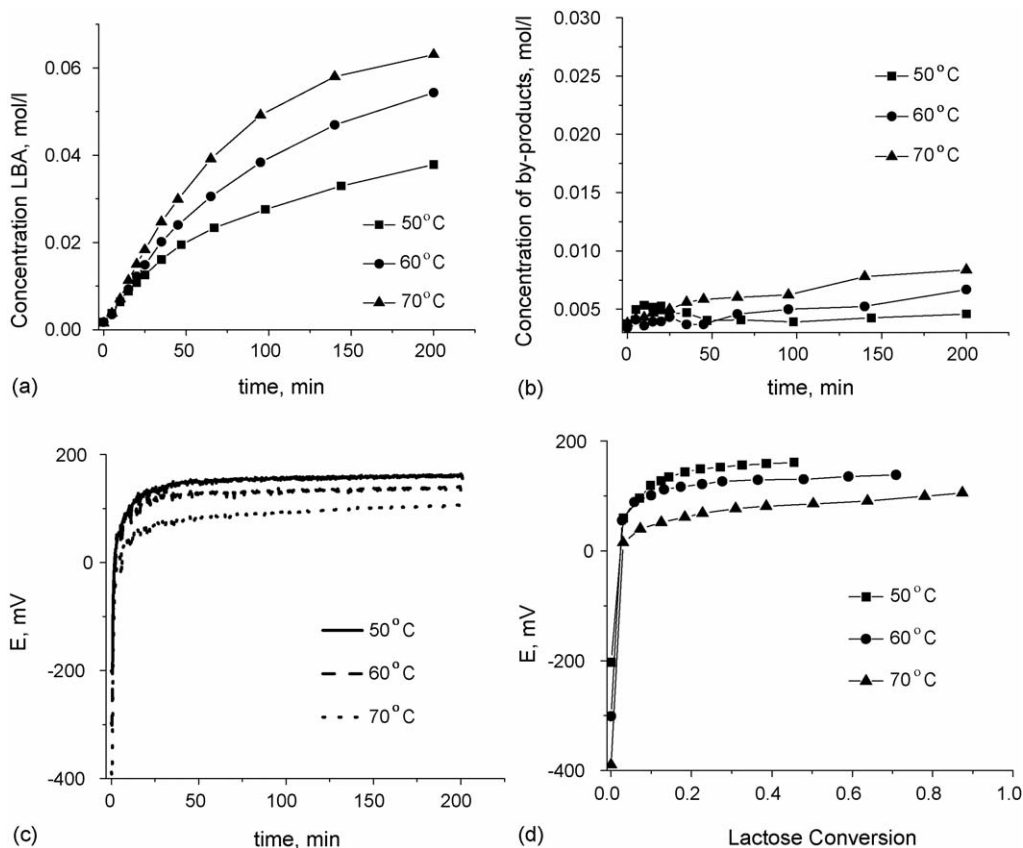 Concentration LBA, mol/l
0.06
0.04
0.02
0.00
0
50
100
150
200
50°C
60°C
70°C
(a)
time, min
Concentration of by-products, mol/l
0.030
0.025
0.020
0.015
0.010
0.005
0
50
100
150
200
50°C
60°C
70°C
(b)
time, min
E, mV
200
0
-200
-400
0
50
100
150
200
50°C
60°C
70°C
(c)
time, min
E, mV
200
0
-200
-400
0.0
0.2
0.4
0.6
0.8
1.0
50°C
60°C
70°C
(d)
Lactose Conversion